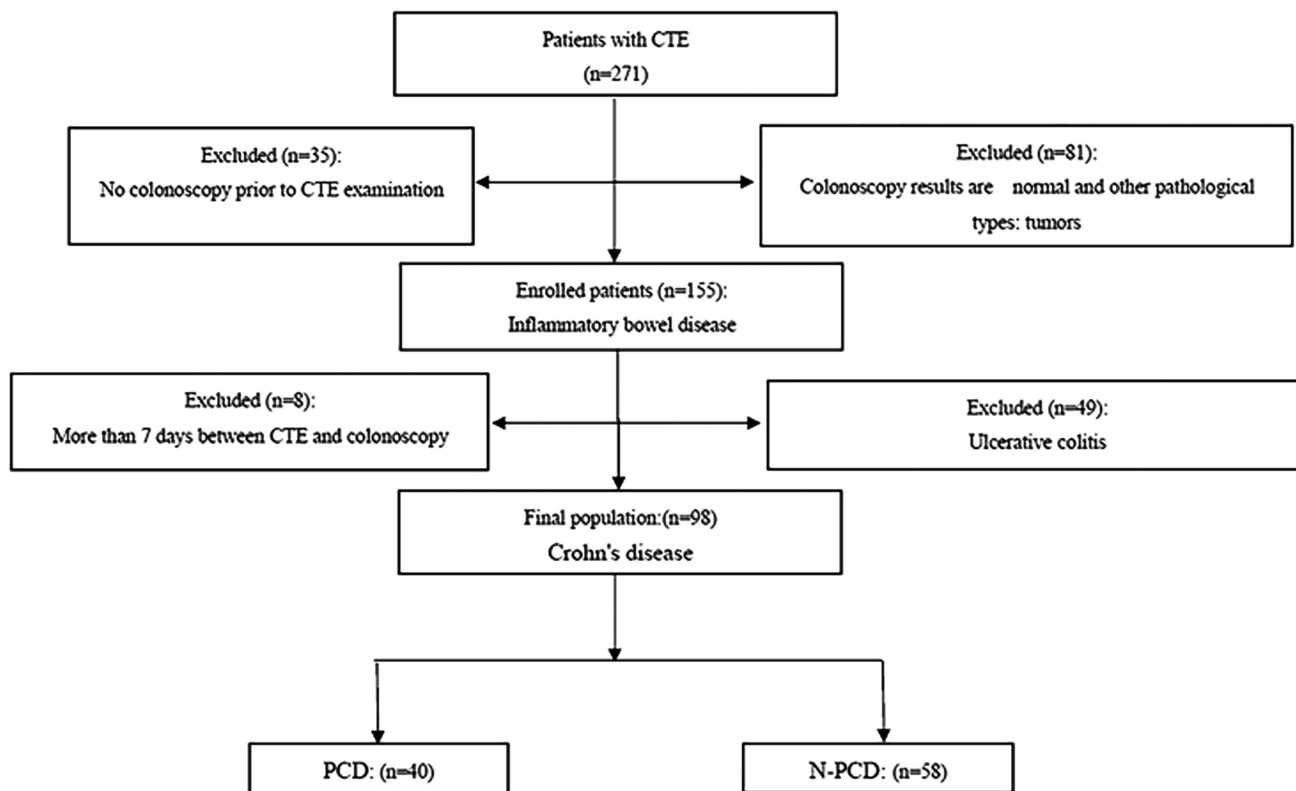 Patients with CTE
(n=271)
Excluded (n=35):
No colonoscopy prior to CTE examination
Excluded (n=81):
Colonoscopy results are normal and other pathological
types: tumors
Enrolled patients (n=155):
Inflammatory bowel disease
Excluded (n=8):
More than 7 days between CTE and colonoscopy
Excluded (n=49):
Ulcerative colitis
Final population:(n=98)
Crohn's disease
PCD: (n=40)
N-PCD: (n=58)